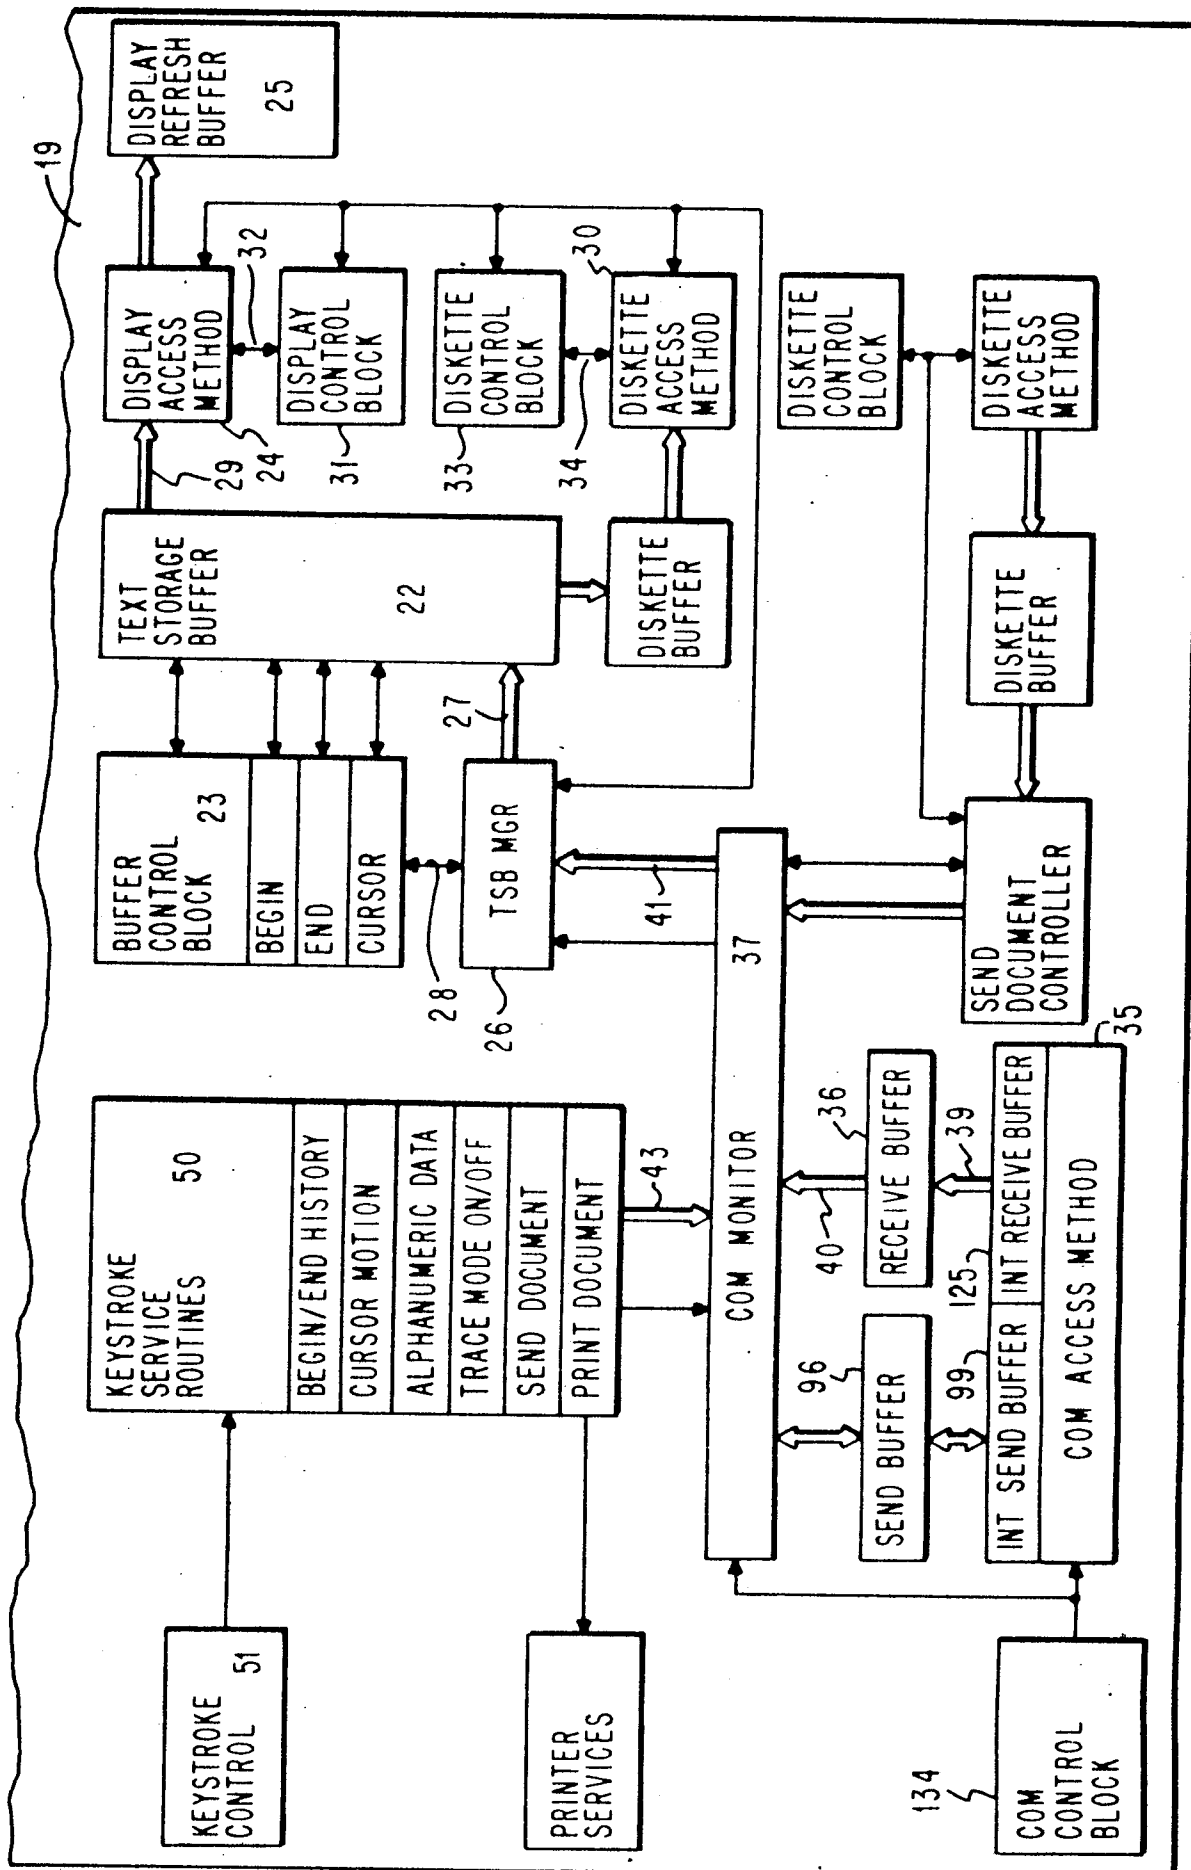 19
KEYSTROKE
CONTROL
51
KEYSTROKE
SERVICE
ROUTINES
50
BEGIN/END HISTORY
CURSOR MOTION
ALPHANUMERIC DATA
TRACE MODE ON/OFF
SEND DOCUMENT
PRINT DOCUMENT
43
PRINTER
SERVICES
BUFFER
CONTROL
BLOCK
23
BEGIN
END
CURSOR
28
TSB MGR
26
27
41
TEXT
STORAGE
BUFFER
22
29
DISKETTE
BUFFER
DISPLAY
ACCESS
METHOD
24
32
DISPLAY
CONTROL
BLOCK
31
DISKETTE
CONTROL
BLOCK
33
34
DISKETTE
ACCESS
METHOD
30
DISPLAY
REFRESH
BUFFER
25
COM MONITOR
37
SEND BUFFER
96
RECEIVE BUFFER
36
40
39
99
125
INT SEND BUFFER
INT RECEIVE BUFFER
COM ACCESS METHOD
35
COM
CONTROL
BLOCK
134
SEND
DOCUMENT
CONTROLLER
DISKETTE
BUFFER
DISKETTE
CONTROL
BLOCK
DISKETTE
ACCESS
METHOD